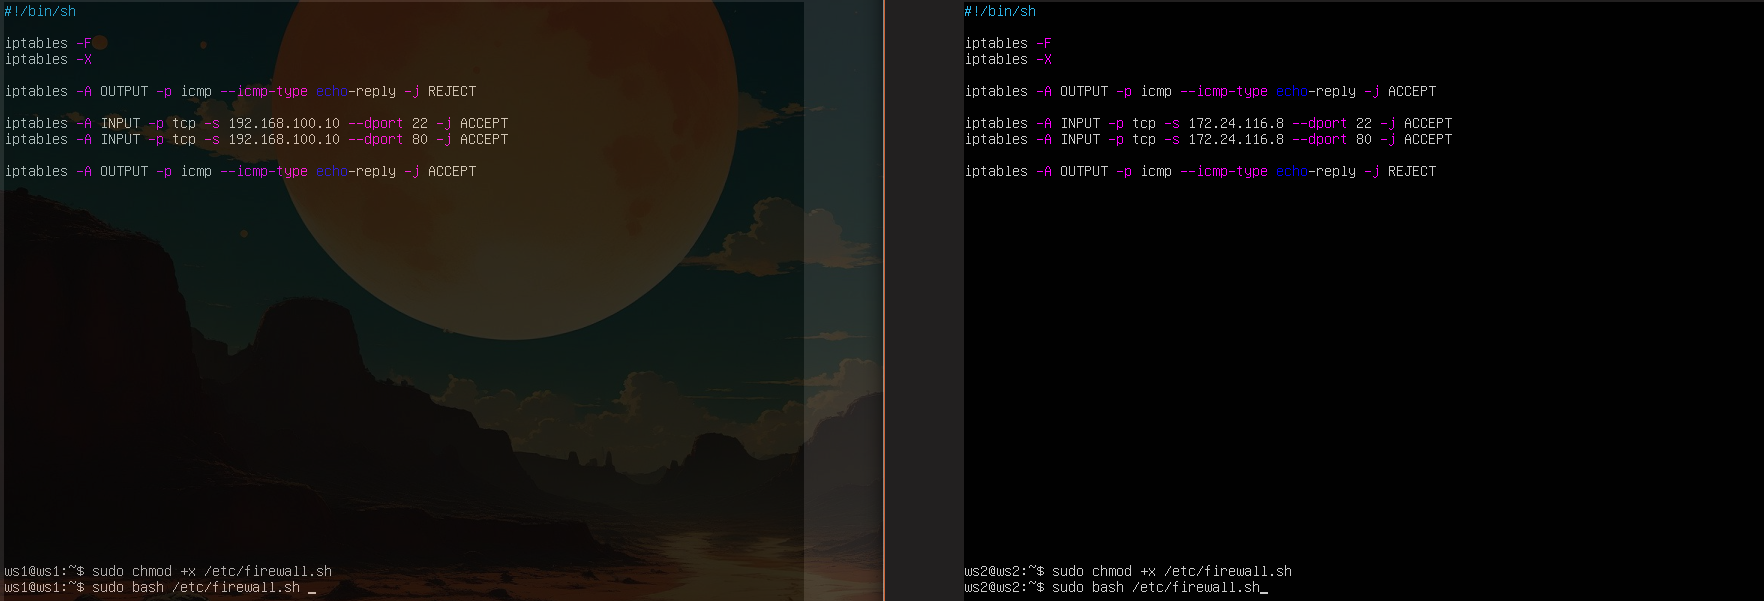 #!/bin/sh
iptables -F
iptables -X
iptables -A OUTPUT -p icmp --icmp-type echo-reply -j REJECT
iptables -A INPUT -p tcp -s 192.168.100.10 --dport 22 -j ACCEPT
iptables -A INPUT -p tcp -s 192.168.100.10 --dport 80 -j ACCEPT
iptables -A OUTPUT -p icmp --icmp-type echo-reply -j ACCEPT
ws1@ws1:~$ sudo chmod +x /etc/firewall.sh
ws1@ws1:~$ sudo bash /etc/firewall.sh _
#!/bin/sh
iptables -F
iptables -X
iptables -A OUTPUT -p icmp --icmp-type echo-reply -j ACCEPT
iptables -A INPUT -p tcp -s 172.24.116.8 --dport 22 -j ACCEPT
iptables -A INPUT -p tcp -s 172.24.116.8 --dport 80 -j ACCEPT
iptables -A OUTPUT -p icmp --icmp-type echo-reply -j REJECT
ws2@ws2:~$ sudo chmod +x /etc/firewall.sh
ws2@ws2:~$ sudo bash /etc/firewall.sh_